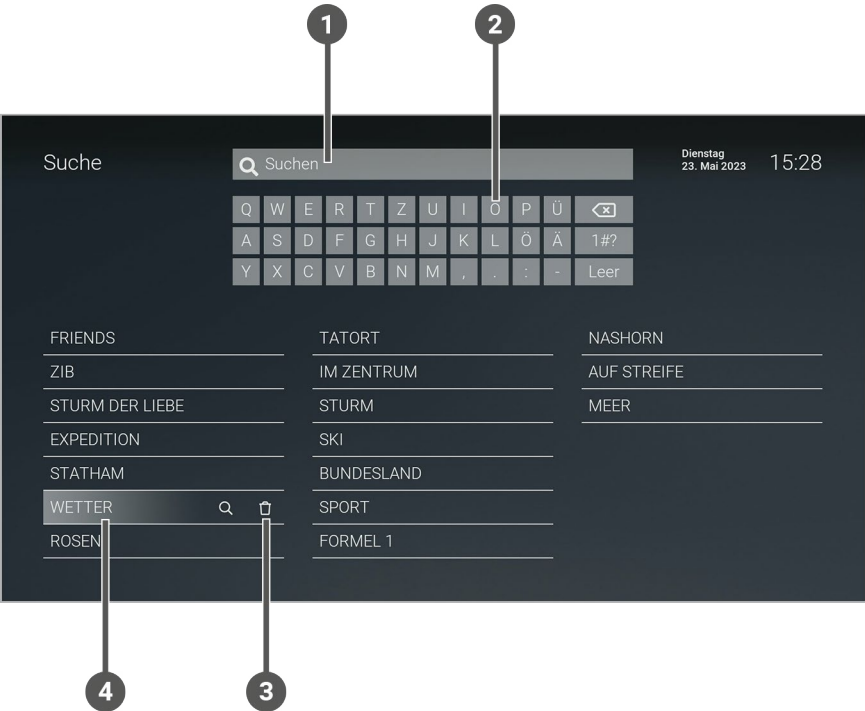 1 2
Suche
Suchen
Dienstag
23. Mai 2023
15:28
Q W E R T Z U I O P Ü
A S D F G H J K L Ö Ä 1#?
Y X C V B N M , . : - Leer
FRIENDS TATORT NASHORN
ZIB IM ZENTRUM AUF STREIFE
STURM DER LIEBE STURM MEER
EXPEDITION SKI
STATHAM BUNDESLAND
WETTER SPORT
ROSEN FORMEL 1
4 3